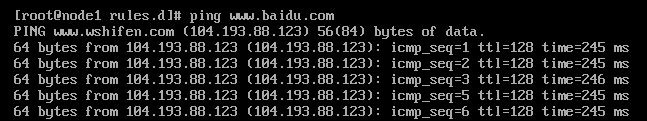 [root@node1 rules.d]# ping www.baidu.com
PING www.wshifen.com (104.193.88.123) 56(84) bytes of data.
64 bytes from 104.193.88.123 (104.193.88.123): icmp_seq=1 ttl=128 time=245 ms
64 bytes from 104.193.88.123 (104.193.88.123): icmp_seq=2 ttl=128 time=245 ms
64 bytes from 104.193.88.123 (104.193.88.123): icmp_seq=3 ttl=128 time=246 ms
64 bytes from 104.193.88.123 (104.193.88.123): icmp_seq=5 ttl=128 time=245 ms
64 bytes from 104.193.88.123 (104.193.88.123): icmp_seq=6 ttl=128 time=245 ms